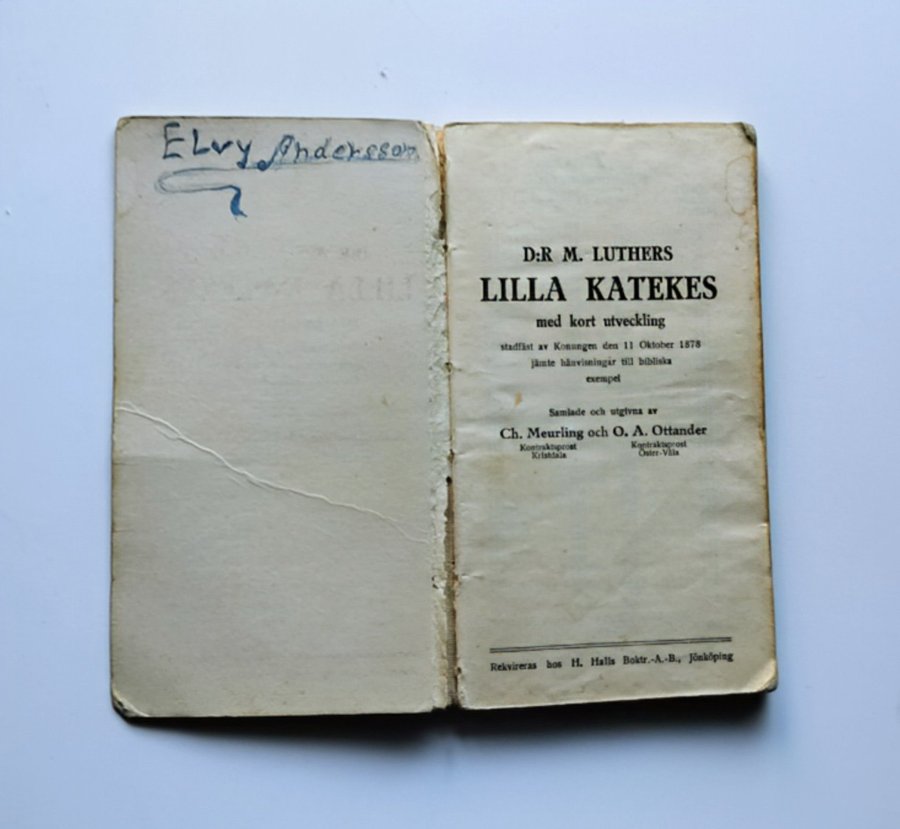 Elvy Andersson
D:R M. LUTHERS
LILLA KATEKES
med kort utveckling
stadfäst av Konungen den 11 Oktober 1878
jämte hänvisningar till bibliska
exempel
Samlade och utgivna av
Ch. Meurling och O. A. Ottander
Kontraktsprost Kontraktsprost
Kristdala Öster-Våla
Rekvireras hos H. Halls Boktr.-A.-B., Jönköping